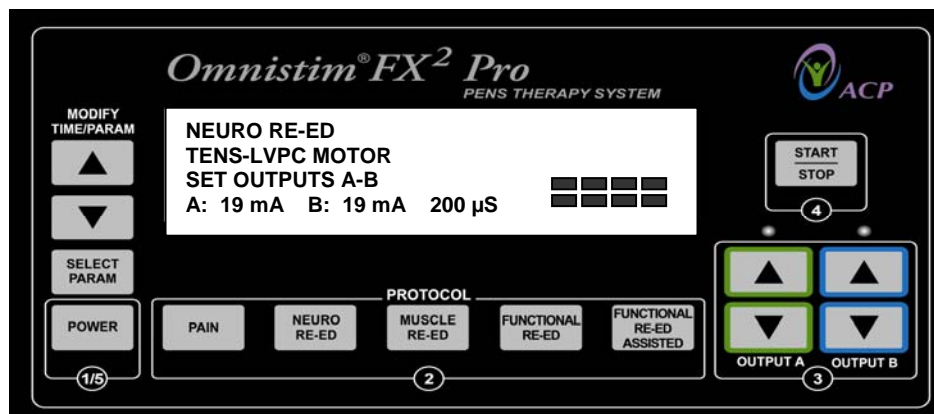 Omnistim® FX² Pro
PENS THERAPY SYSTEM
ACP
MODIFY
TIME/PARAM
NEURO RE-ED
TENS-LVPC MOTOR
SET OUTPUTS A-B
A: 19 mA B: 19 mA 200 µS
START
STOP
4
SELECT
PARAM
POWER
1/5
PROTOCOL
PAIN
NEURO
RE-ED
MUSCLE
RE-ED
FUNCTIONAL
RE-ED
FUNCTIONAL
RE-ED
ASSISTED
2
OUTPUT A
OUTPUT B
3